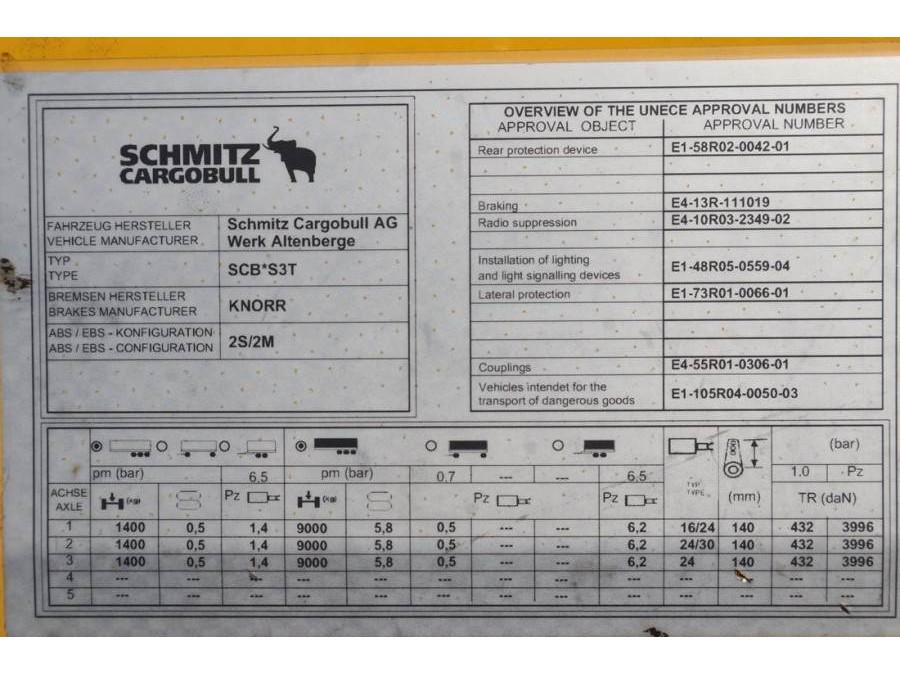 SCHMITZ
CARGOBULL
FAHRZEUG HERSTELLER
VEHICLE MANUFACTURER
Schmitz Cargobull AG
Werk Altenberge
TYP
TYPE
SCB*S3T
BREMSEN HERSTELLER
BRAKES MANUFACTURER
KNORR
ABS / EBS - KONFIGURATION
ABS / EBS - CONFIGURATION
2S/2M
OVERVIEW OF THE UNECE APPROVAL NUMBERS
APPROVAL OBJECT APPROVAL NUMBER
Rear protection device E1-58R02-0042-01
Braking E4-13R-111019
Radio suppression E4-10R03-2349-02
Installation of lighting
and light signalling devices E1-48R05-0559-04
Lateral protection E1-73R01-0066-01
Couplings E4-55R01-0306-01
Vehicles intendet for the
transport of dangerous goods E1-105R04-0050-03
(bar)
pm (bar) 6.5 pm (bar) 0.7 --- --- 6.5 1.0 Pz
ACHSE
AXLE
(kg) Pz (kg) Pz Pz TYP
TYPE (mm) TR (daN)
1 1400 0,5 1,4 9000 5,8 0,5 --- --- 6,2 16/24 140 432 3996
2 1400 0,5 1,4 9000 5,8 0,5 --- --- 6,2 24/30 140 432 3996
3 1400 0,5 1,4 9000 5,8 0,5 --- --- 6,2 24 140 432 3996
4 --- --- --- --- --- --- --- --- --- --- --- --- ---
5 --- --- --- --- --- --- --- --- --- --- --- --- ---